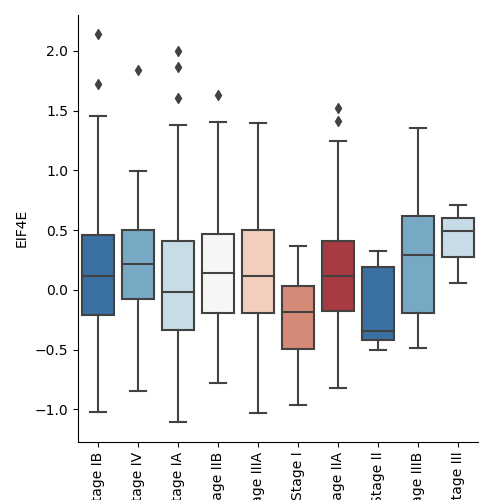 EIF4E
2.0
1.5
1.0
0.5
0.0
−0.5
−1.0
tage IB
tage IV
tage IA
age IIB
ge IIIA
Stage I
age IIA
Stage II
age IIIB
tage III